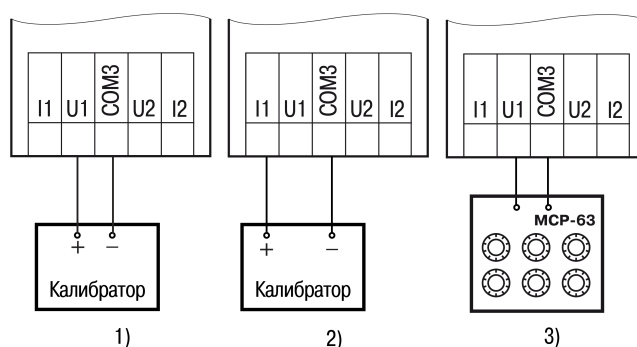 I1 U1 COM3 U2 I2
I1 U1 COM3 U2 I2
I1 U1 COM3 U2 I2
+ −
Калибратор
+ −
Калибратор
МСР-63
1)
2)
3)